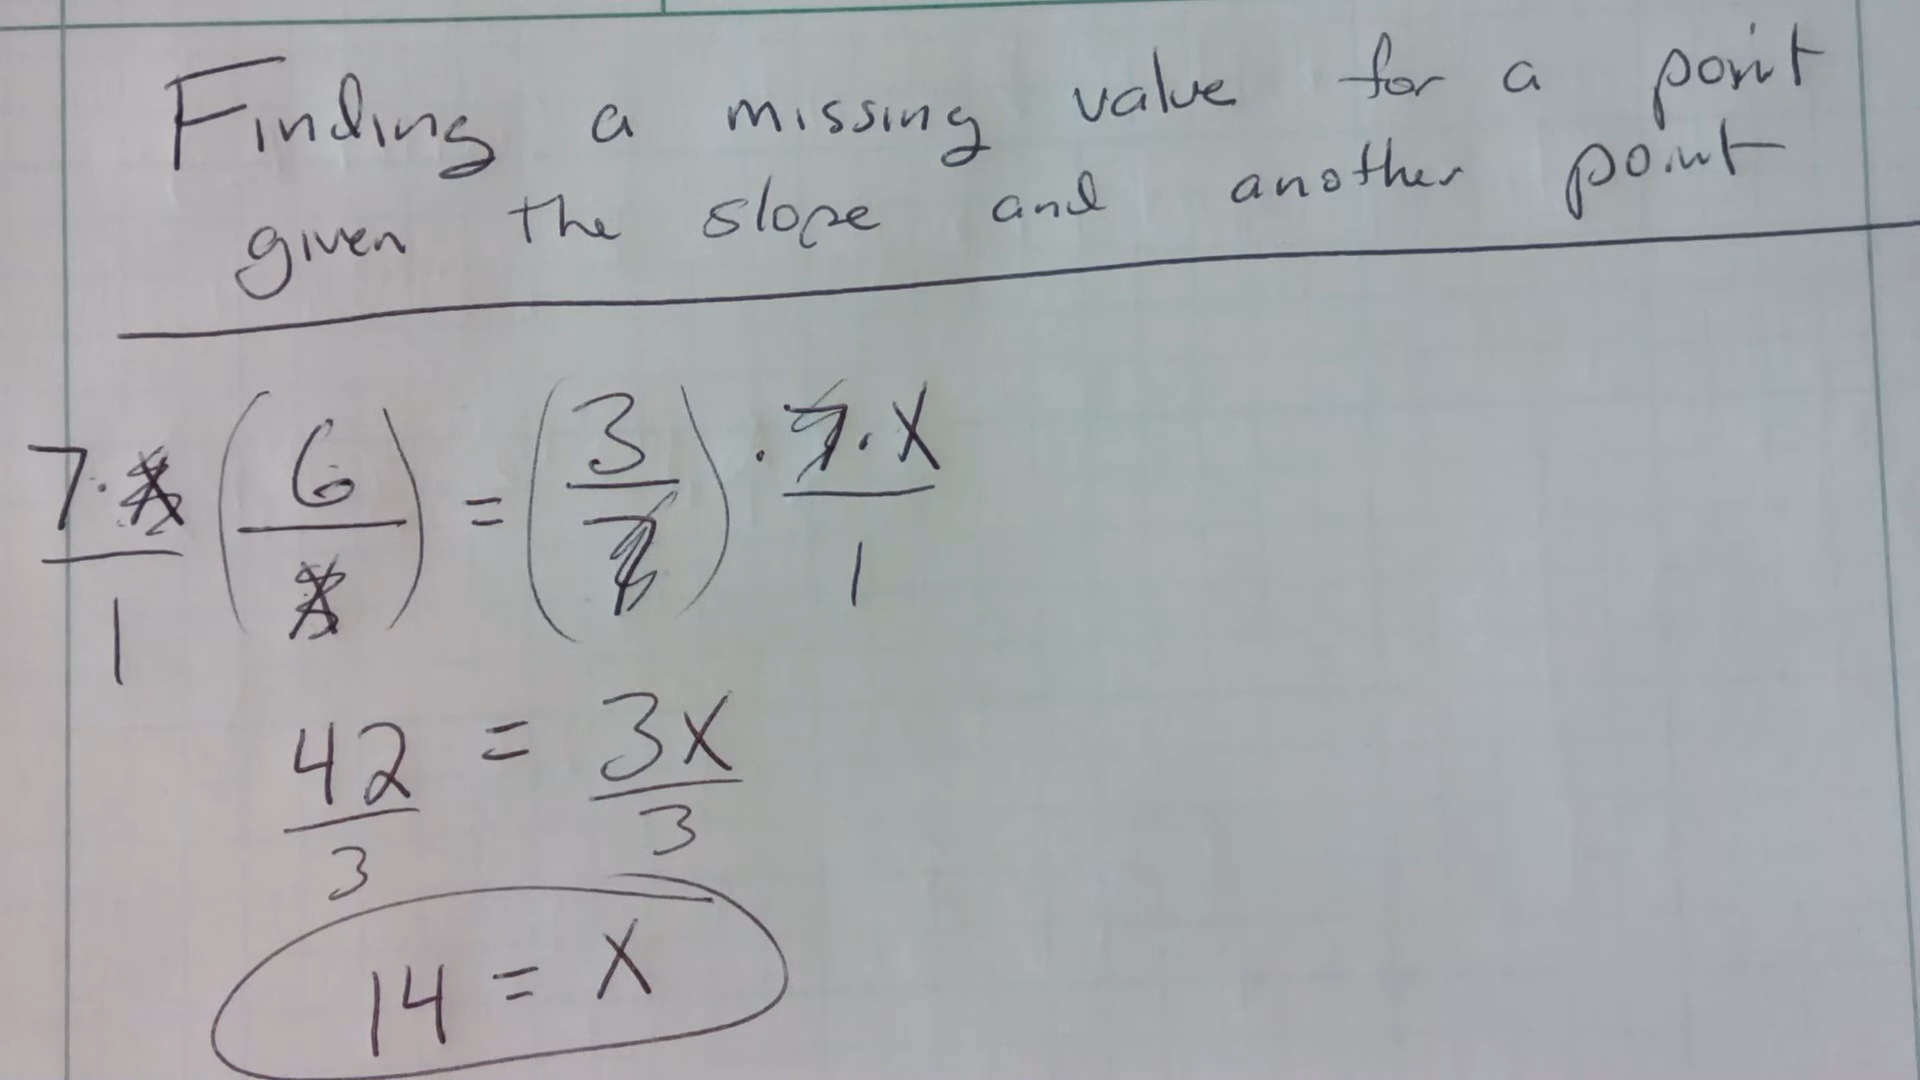 Finding a missing value for a point
given the slope and another point
7·x/1 (6/x) = (3/7) · 7·x/1
42/3 = 3x/3
14 = x